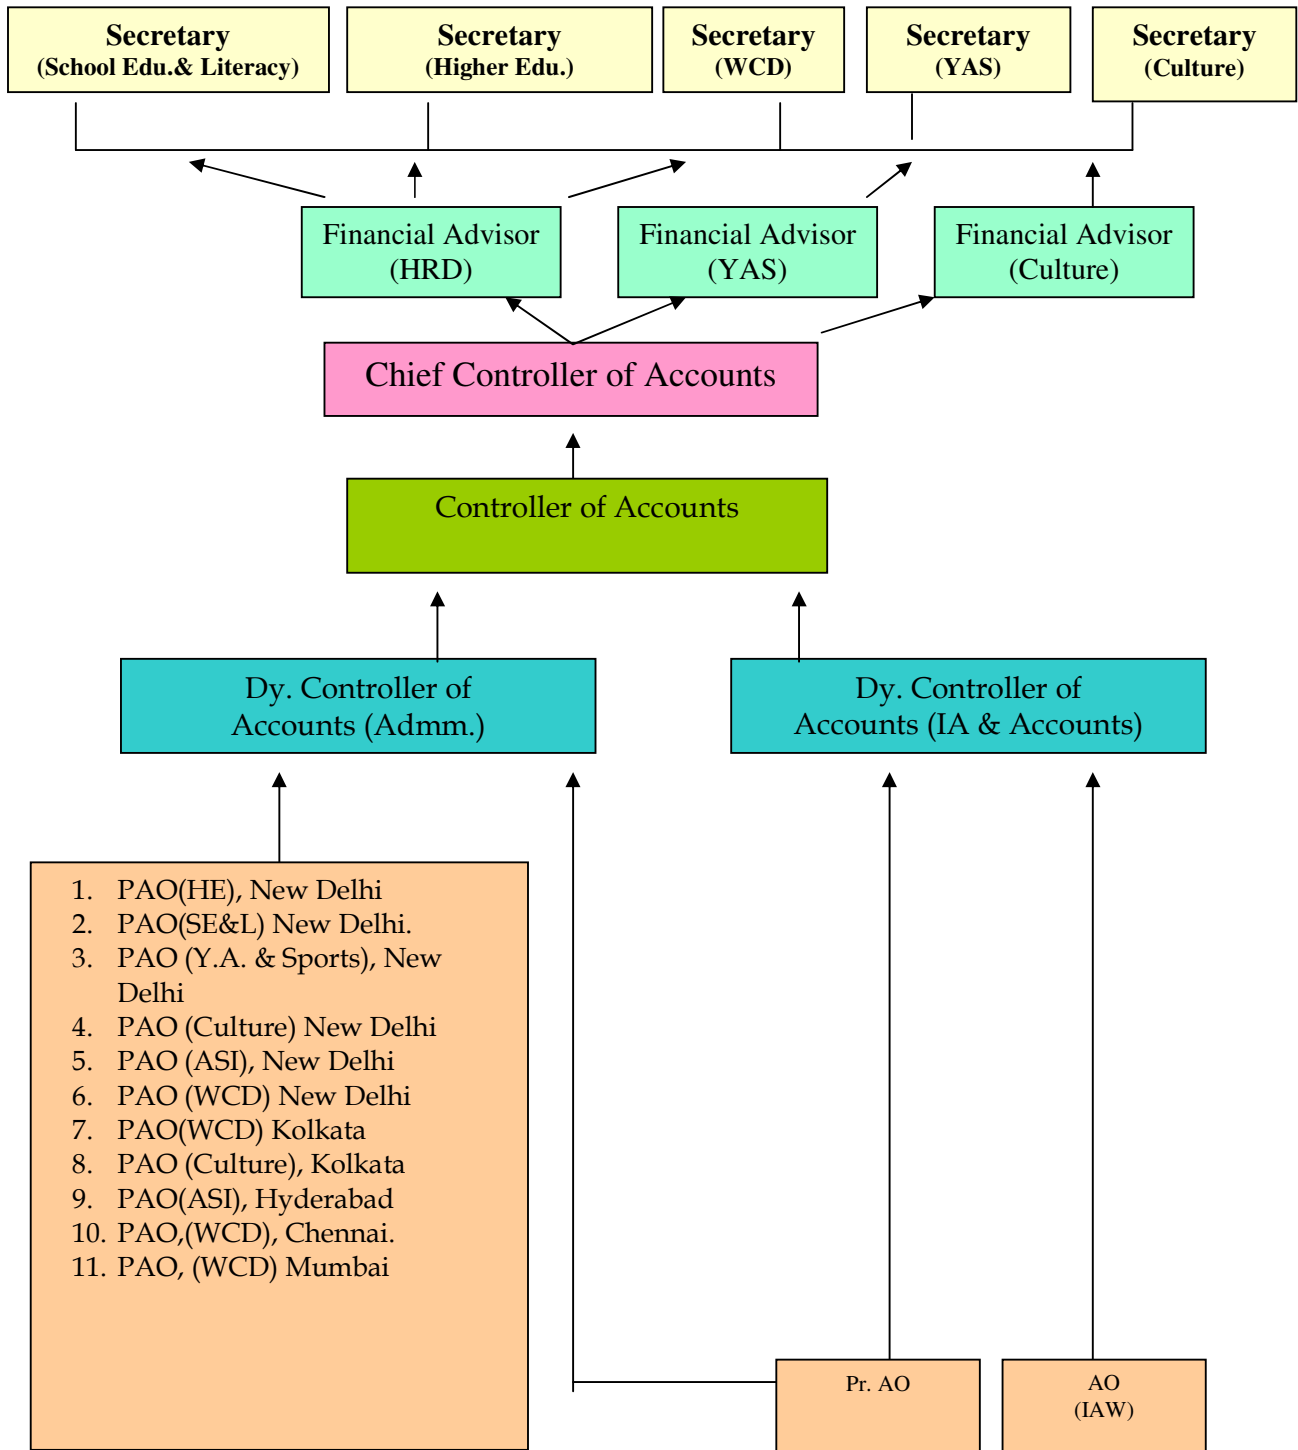 Secretary
(School Edu.& Literacy)
Secretary
(Higher Edu.)
Secretary
(WCD)
Secretary
(YAS)
Secretary
(Culture)
Financial Advisor
(HRD)
Financial Advisor
(YAS)
Financial Advisor
(Culture)
Chief Controller of Accounts
Controller of Accounts
Dy. Controller of
Accounts (Admm.)
Dy. Controller of
Accounts (IA & Accounts)
1. PAO(HE), New Delhi
2. PAO(SE&L) New Delhi.
3. PAO (Y.A. & Sports), New
Delhi
4. PAO (Culture) New Delhi
5. PAO (ASI), New Delhi
6. PAO (WCD) New Delhi
7. PAO(WCD) Kolkata
8. PAO (Culture), Kolkata
9. PAO(ASI), Hyderabad
10. PAO,(WCD), Chennai.
11. PAO, (WCD) Mumbai
Pr. AO
AO
(IAW)